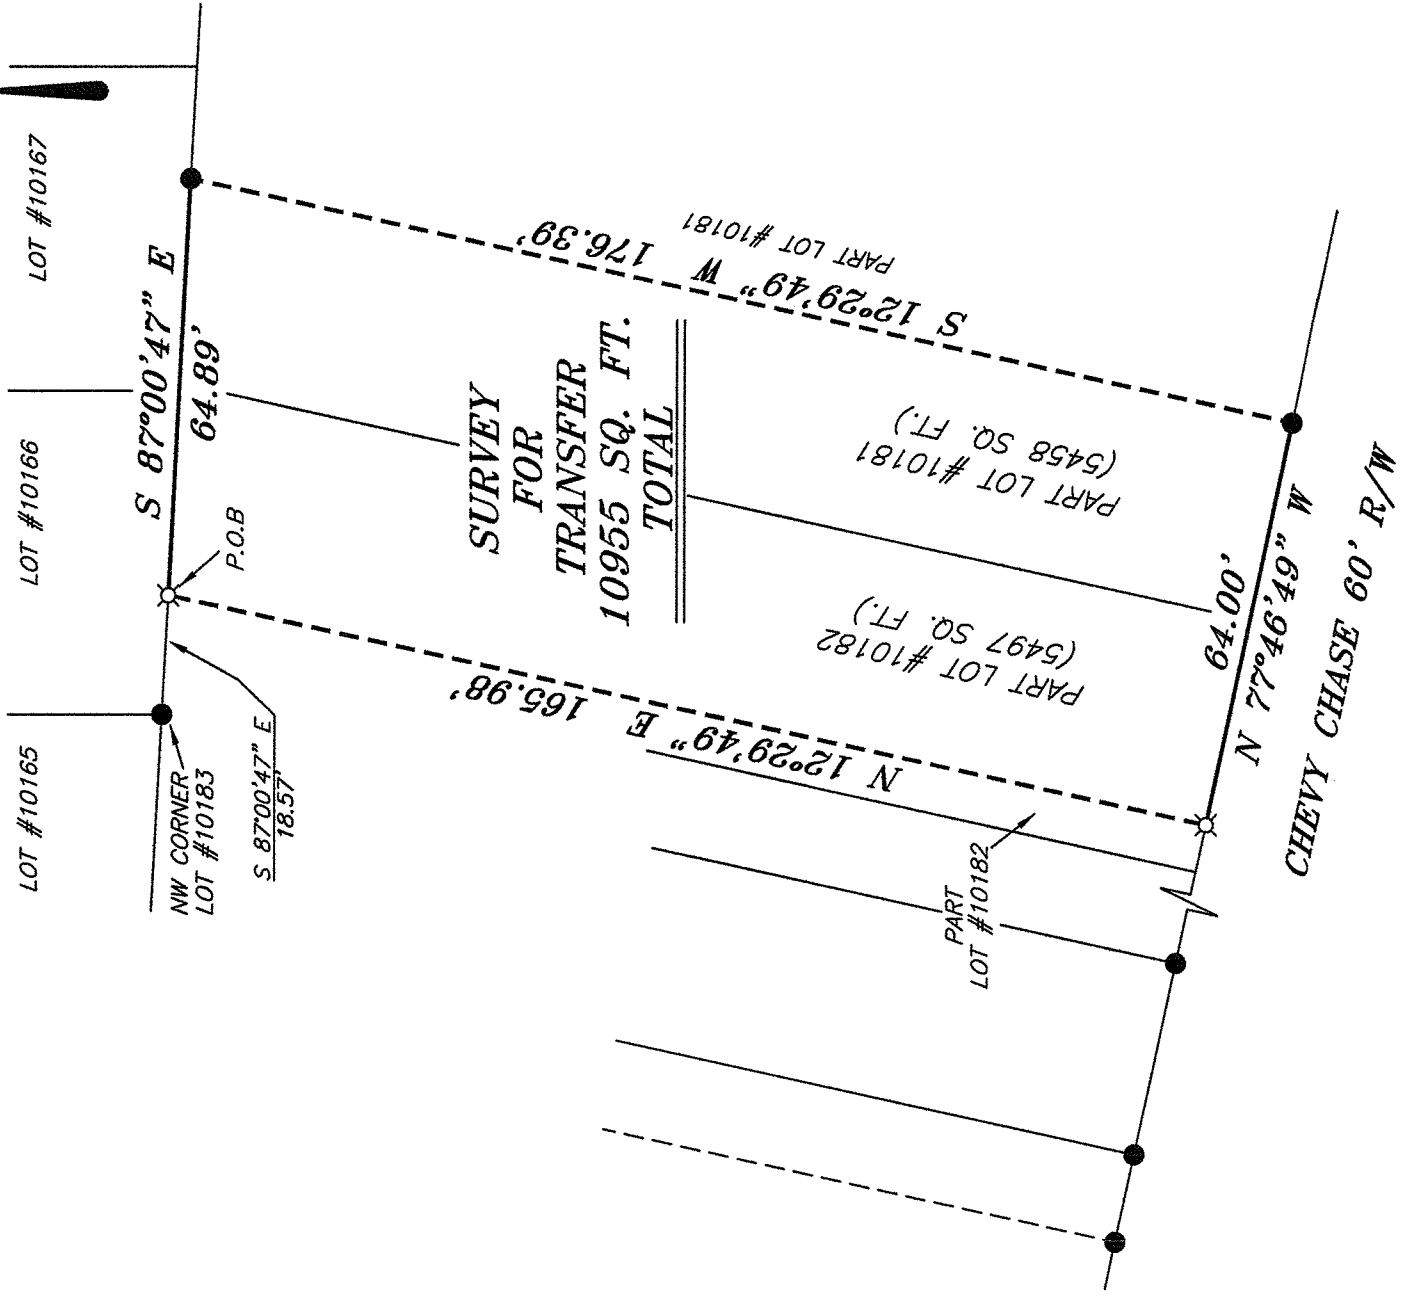 LOT #10165
LOT #10166
LOT #10167
NW CORNER
LOT #10183
S 87°00'47" E
18.57'
P.O.B
S 87°00'47" E
64.89'
N 12°29'49" E 165.98'
SURVEY
FOR
TRANSFER
10955 SQ. FT.
TOTAL
S 12°29'49" W 176.39'
PART LOT #10181
PART LOT #10182
(5497 SQ. FT.)
PART LOT #10181
(5458 SQ. FT.)
PART
LOT #10182
64.00'
N 77°46'49" W
CHEVY CHASE 60' R/W